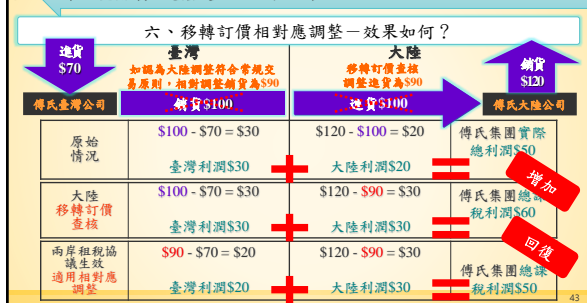 六、移轉訂價相對應調整－效果如何？
進貨
$70
臺灣
如認為大陸調整符合常規交
易原則，相對調整銷貨為$90
大陸
移轉訂價查核
調整進貨為$90
銷貨
$120
傅氏臺灣公司
銷貨$100
進貨$100
傅氏大陸公司
原始
情況
$100 - $70 = $30
臺灣利潤$30
$120 - $100 = $20
大陸利潤$20
傅氏集團實際
總利潤$50
增加
大陸
移轉訂價
查核
$100 - $70 = $30
臺灣利潤$30
$120 - $90 = $30
大陸利潤$30
傅氏集團總課
稅利潤$60
回復
兩岸租稅協
議生效
適用相對應
調整
$90 - $70 = $20
臺灣利潤$20
$120 - $90 = $30
大陸利潤$30
傅氏集團總課
稅利潤$50
43